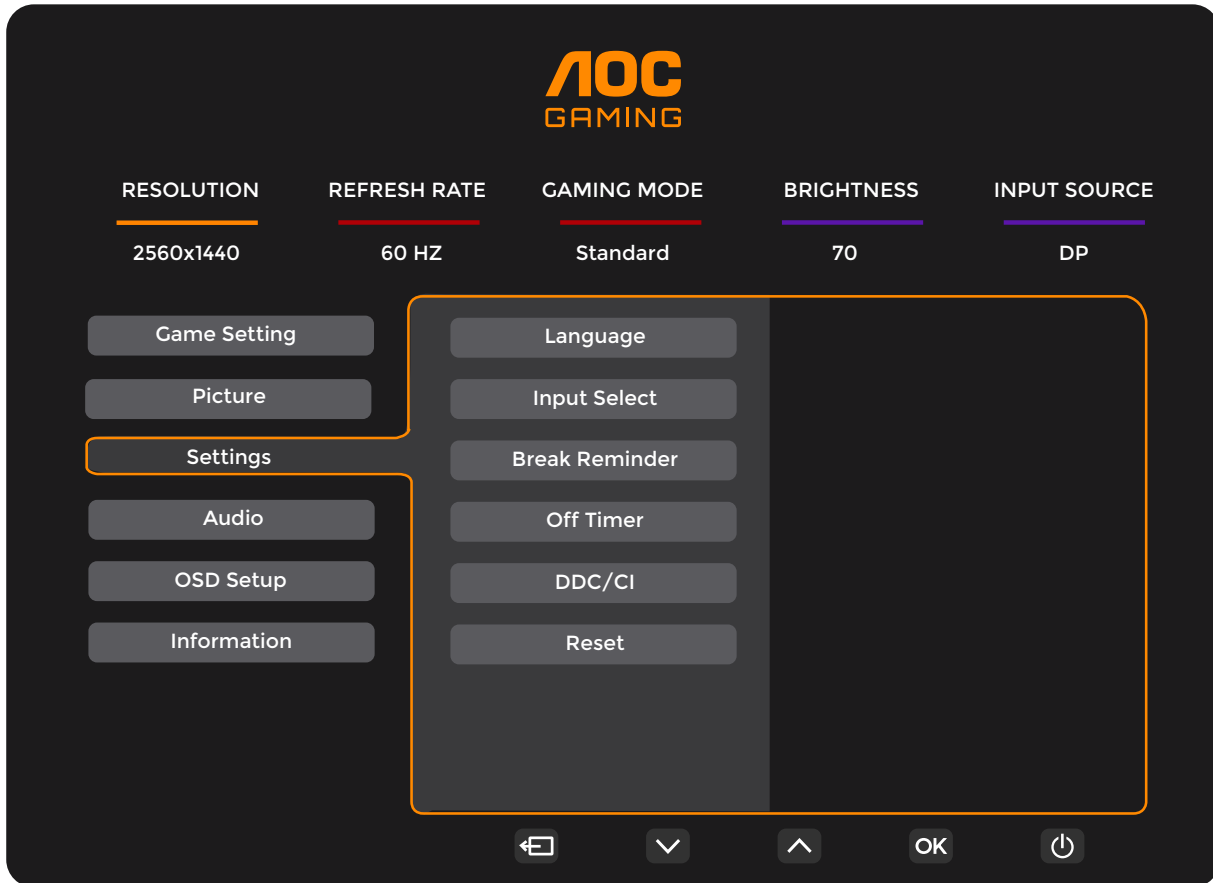 AOC
GAMING
RESOLUTION REFRESH RATE GAMING MODE BRIGHTNESS INPUT SOURCE
2560x1440 60 HZ Standard 70 DP
Game Setting Language
Picture Input Select
Settings Break Reminder
Audio Off Timer
OSD Setup DDC/CI
Information Reset
OK